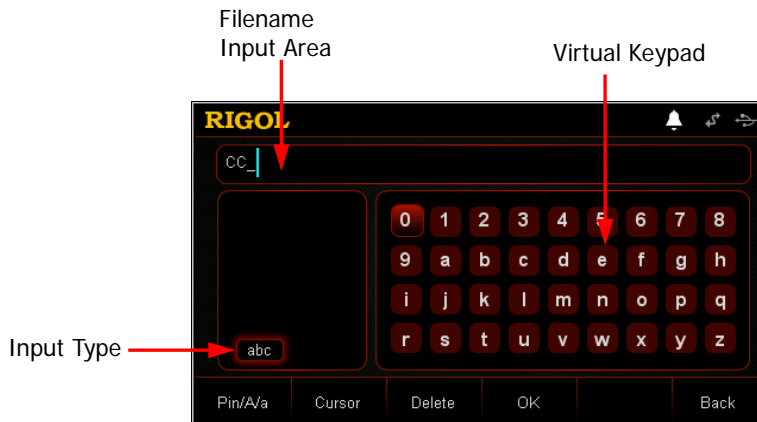 Filename
Input Area
Virtual Keypad
RIGOL
CC_
0 1 2 3 4 5 6 7 8
9 a b c d e f g h
i j k l m n o p q
r s t u v w x y z
Input Type
abc
Pin/A/a Cursor Delete OK Back